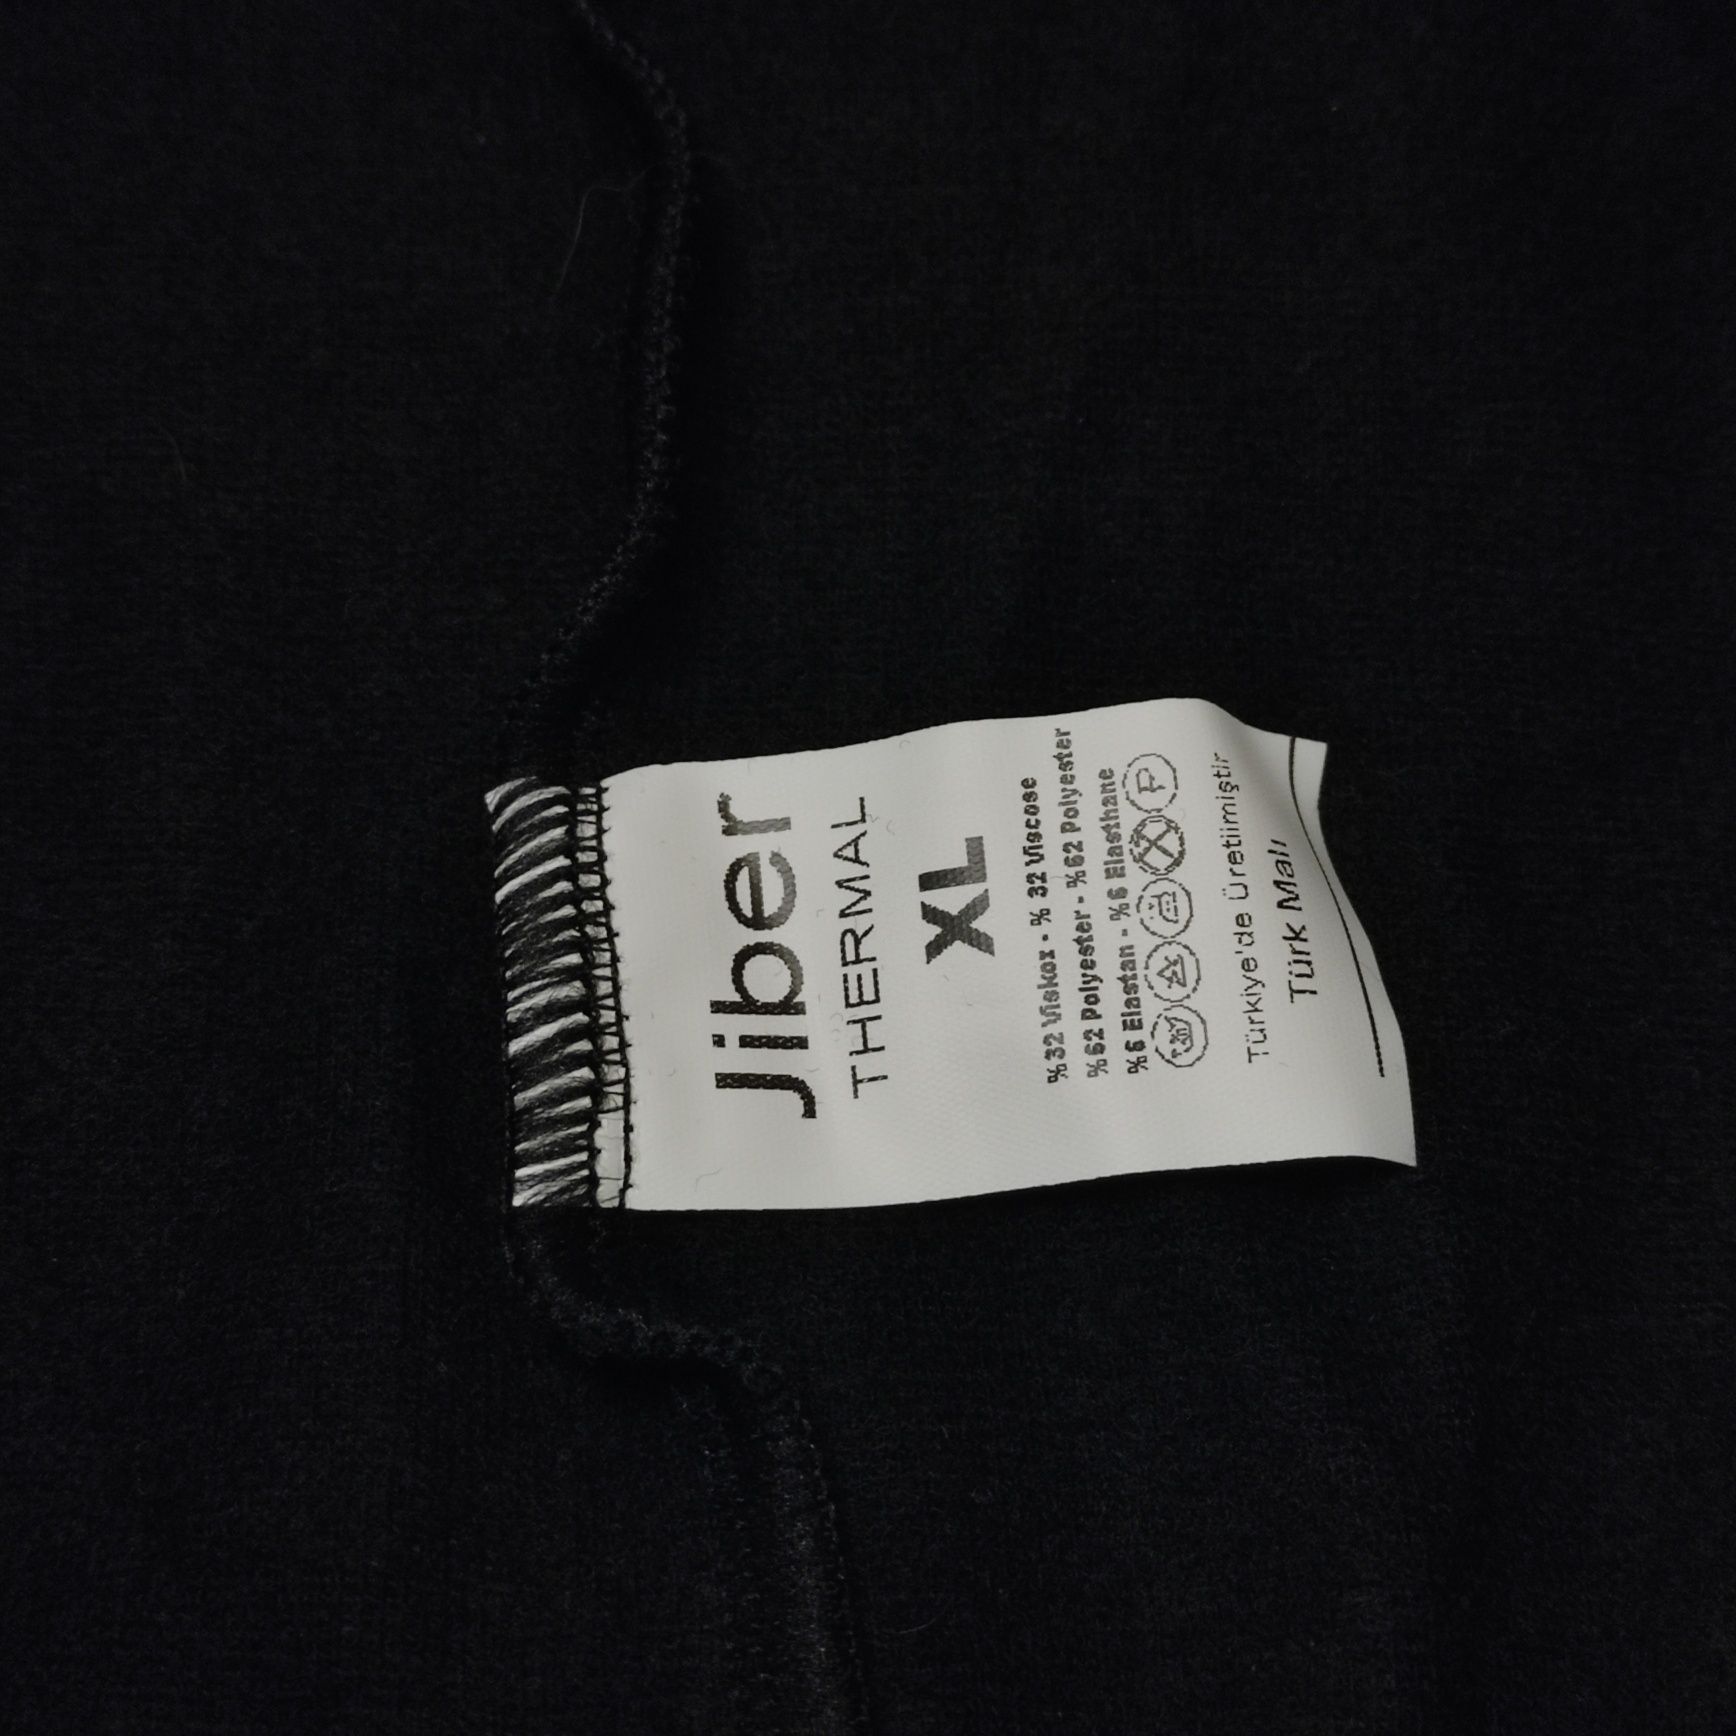 Jiber
THERMAL
XL
%32 Viskoz - % 32 Viscose
%62 Polyester - %62 Polyester
%6 Elastan - %6 Elasthane
P
Türkiye'de Üretilmiştir
Türk Malı